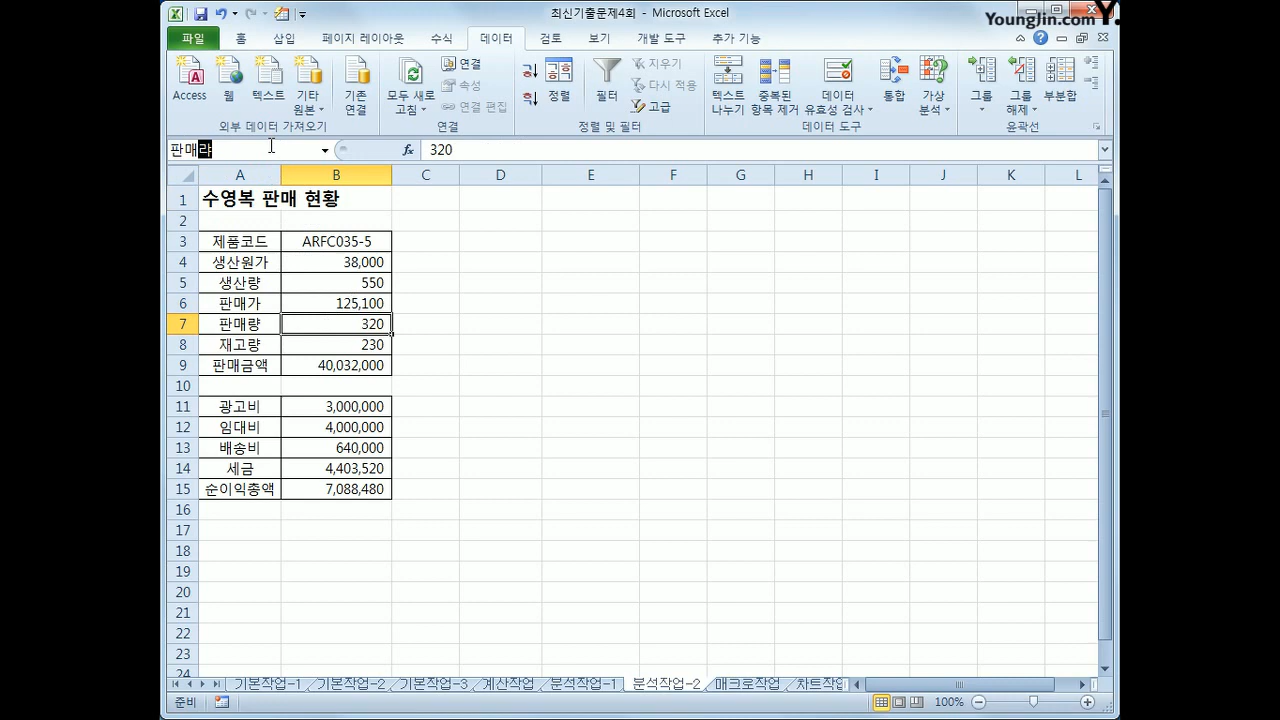 최신기출문제4회 - Microsoft Excel
YoungJin.com Y.
파일 홈 삽입 페이지 레이아웃 수식 데이터 검토 보기 개발 도구 추가 기능
Access 웹 텍스트 기타 원본 기존 연결 모두 새로 고침 연결 속성 연결 편집 정렬 필터 지우기 다시 적용 고급 텍스트 나누기 중복된 항목 제거 데이터 유효성 검사 통합 가상 분석 그룹 그룹 해제 부분합
외부 데이터 가져오기 연결 정렬 및 필터 데이터 도구 윤곽선
판매랴 fx 320
A B C D E F G H I J K L
1 수영복 판매 현황
2
3 제품코드 ARFC035-5
4 생산원가 38,000
5 생산량 550
6 판매가 125,100
7 판매량 320
8 재고량 230
9 판매금액 40,032,000
10
11 광고비 3,000,000
12 임대비 4,000,000
13 배송비 640,000
14 세금 4,403,520
15 순이익총액 7,088,480
16
17
18
19
20
21
22
23
24
기본작업-1 기본작업-2 기본작업-3 계산작업 분석작업-1 분석작업-2 매크로작업 차트작업
준비 100%